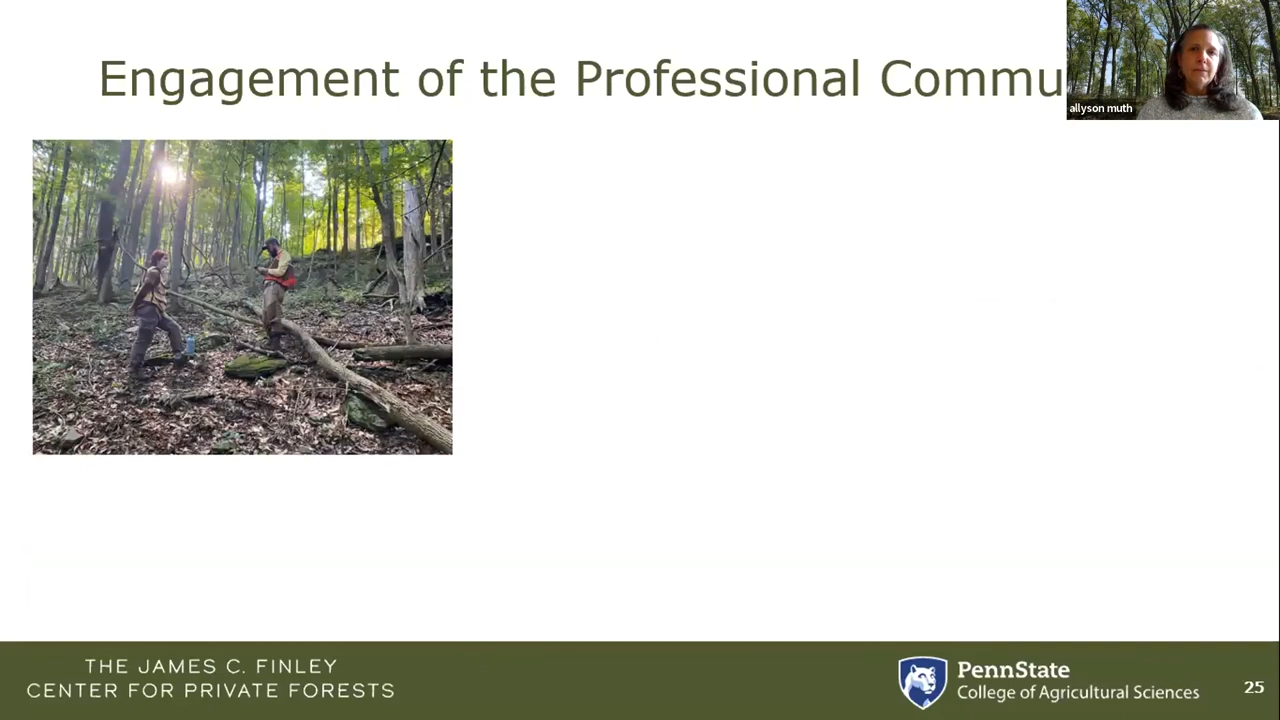 Engagement of the Professional Commu
allyson muth
THE JAMES C. FINLEY
CENTER FOR PRIVATE FORESTS
PennState
College of Agricultural Sciences
25